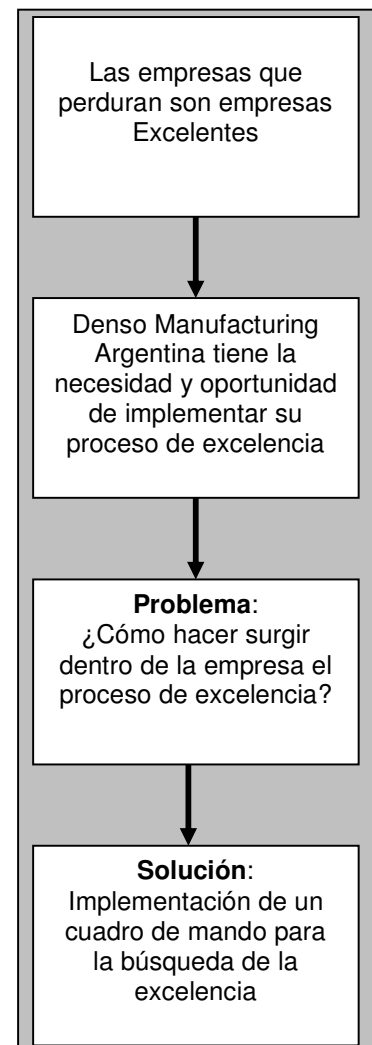 Las empresas que
perduran son empresas
Excelentes
Denso Manufacturing
Argentina tiene la
necesidad y oportunidad
de implementar su
proceso de excelencia
Problema:
¿Cómo hacer surgir
dentro de la empresa el
proceso de excelencia?
Solución:
Implementación de un
cuadro de mando para
la búsqueda de la
excelencia